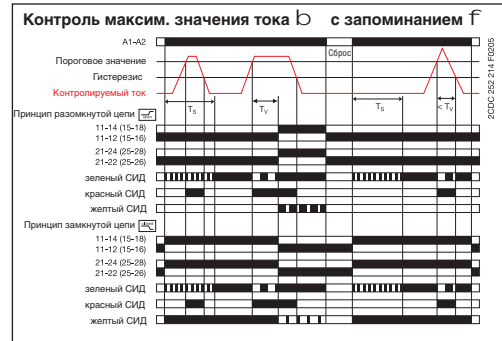 Контроль максим. значения тока b с запоминанием f
A1-A2
Сброс
Пороговое значение
Гистерезис
Контролируемый ток
TS TV TS < TV
2CDC 252 214 F0205
Принцип разомкнутой цепи
11-14 (15-18)
11-12 (15-16)
21-24 (25-28)
21-22 (25-26)
зеленый СИД
красный СИД
желтый СИД
Принцип замкнутой цепи
11-14 (15-18)
11-12 (15-16)
21-24 (25-28)
21-22 (25-26)
зеленый СИД
красный СИД
желтый СИД